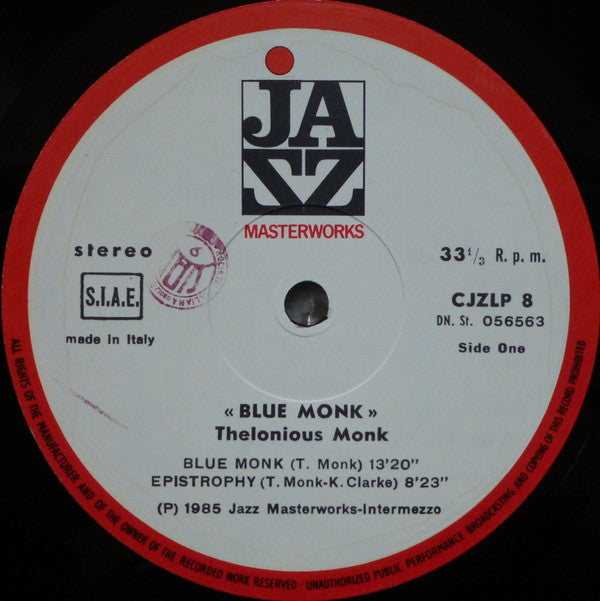 JAZZ
MASTERWORKS
stereo
33 1/3 R. p. m.
S.I.A.E.
made In Italy
CJZLP 8
DN. St. 056563
Side One
« BLUE MONK »
Thelonious Monk
BLUE MONK (T. Monk) 13'20"
EPISTROPHY (T. Monk-K. Clarke) 8'23"
(P) 1985 Jazz Masterworks-Intermezzo
ALL RIGHTS OF THE MANUFACTURER AND OF THE OWNER OF THE RECORDED WORK RESERVED - UNAUTHORIZED PUBLIC PERFORMANCE BROADCASTING AND COPYING OF THIS RECORD PROHIBITED